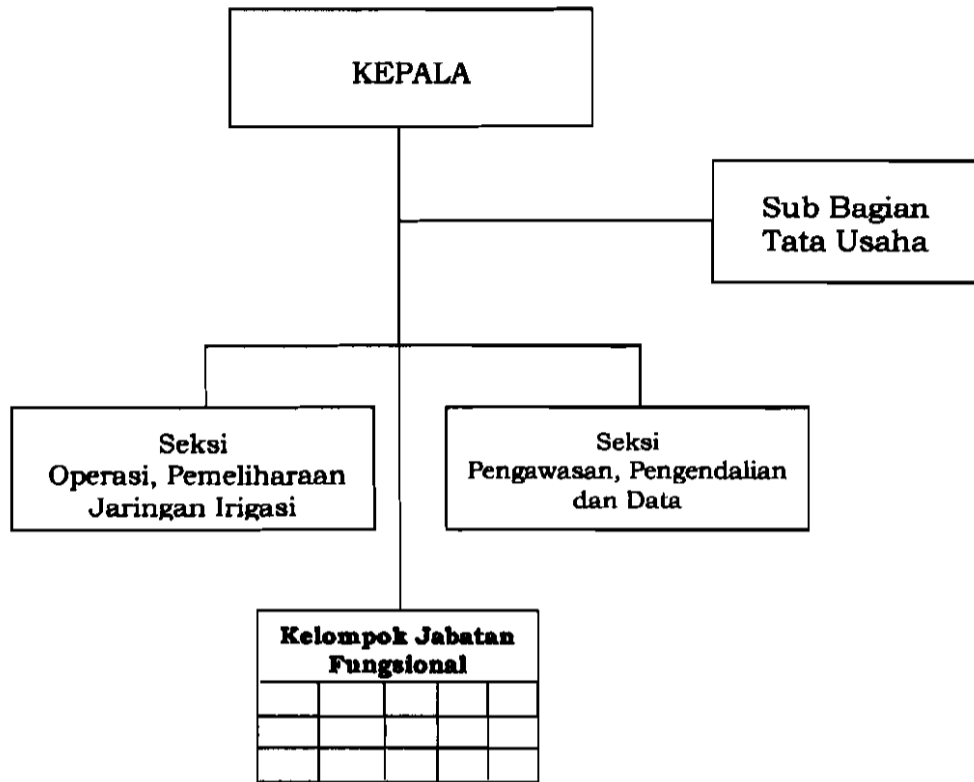 KEPALA
Sub Bagian
Tata Usaha
Seksi
Operasi, Pemeliharaan
Jaringan Irigasi
Seksi
Pengawasan, Pengendalian
dan Data
Kelompok Jabatan
Fungsional